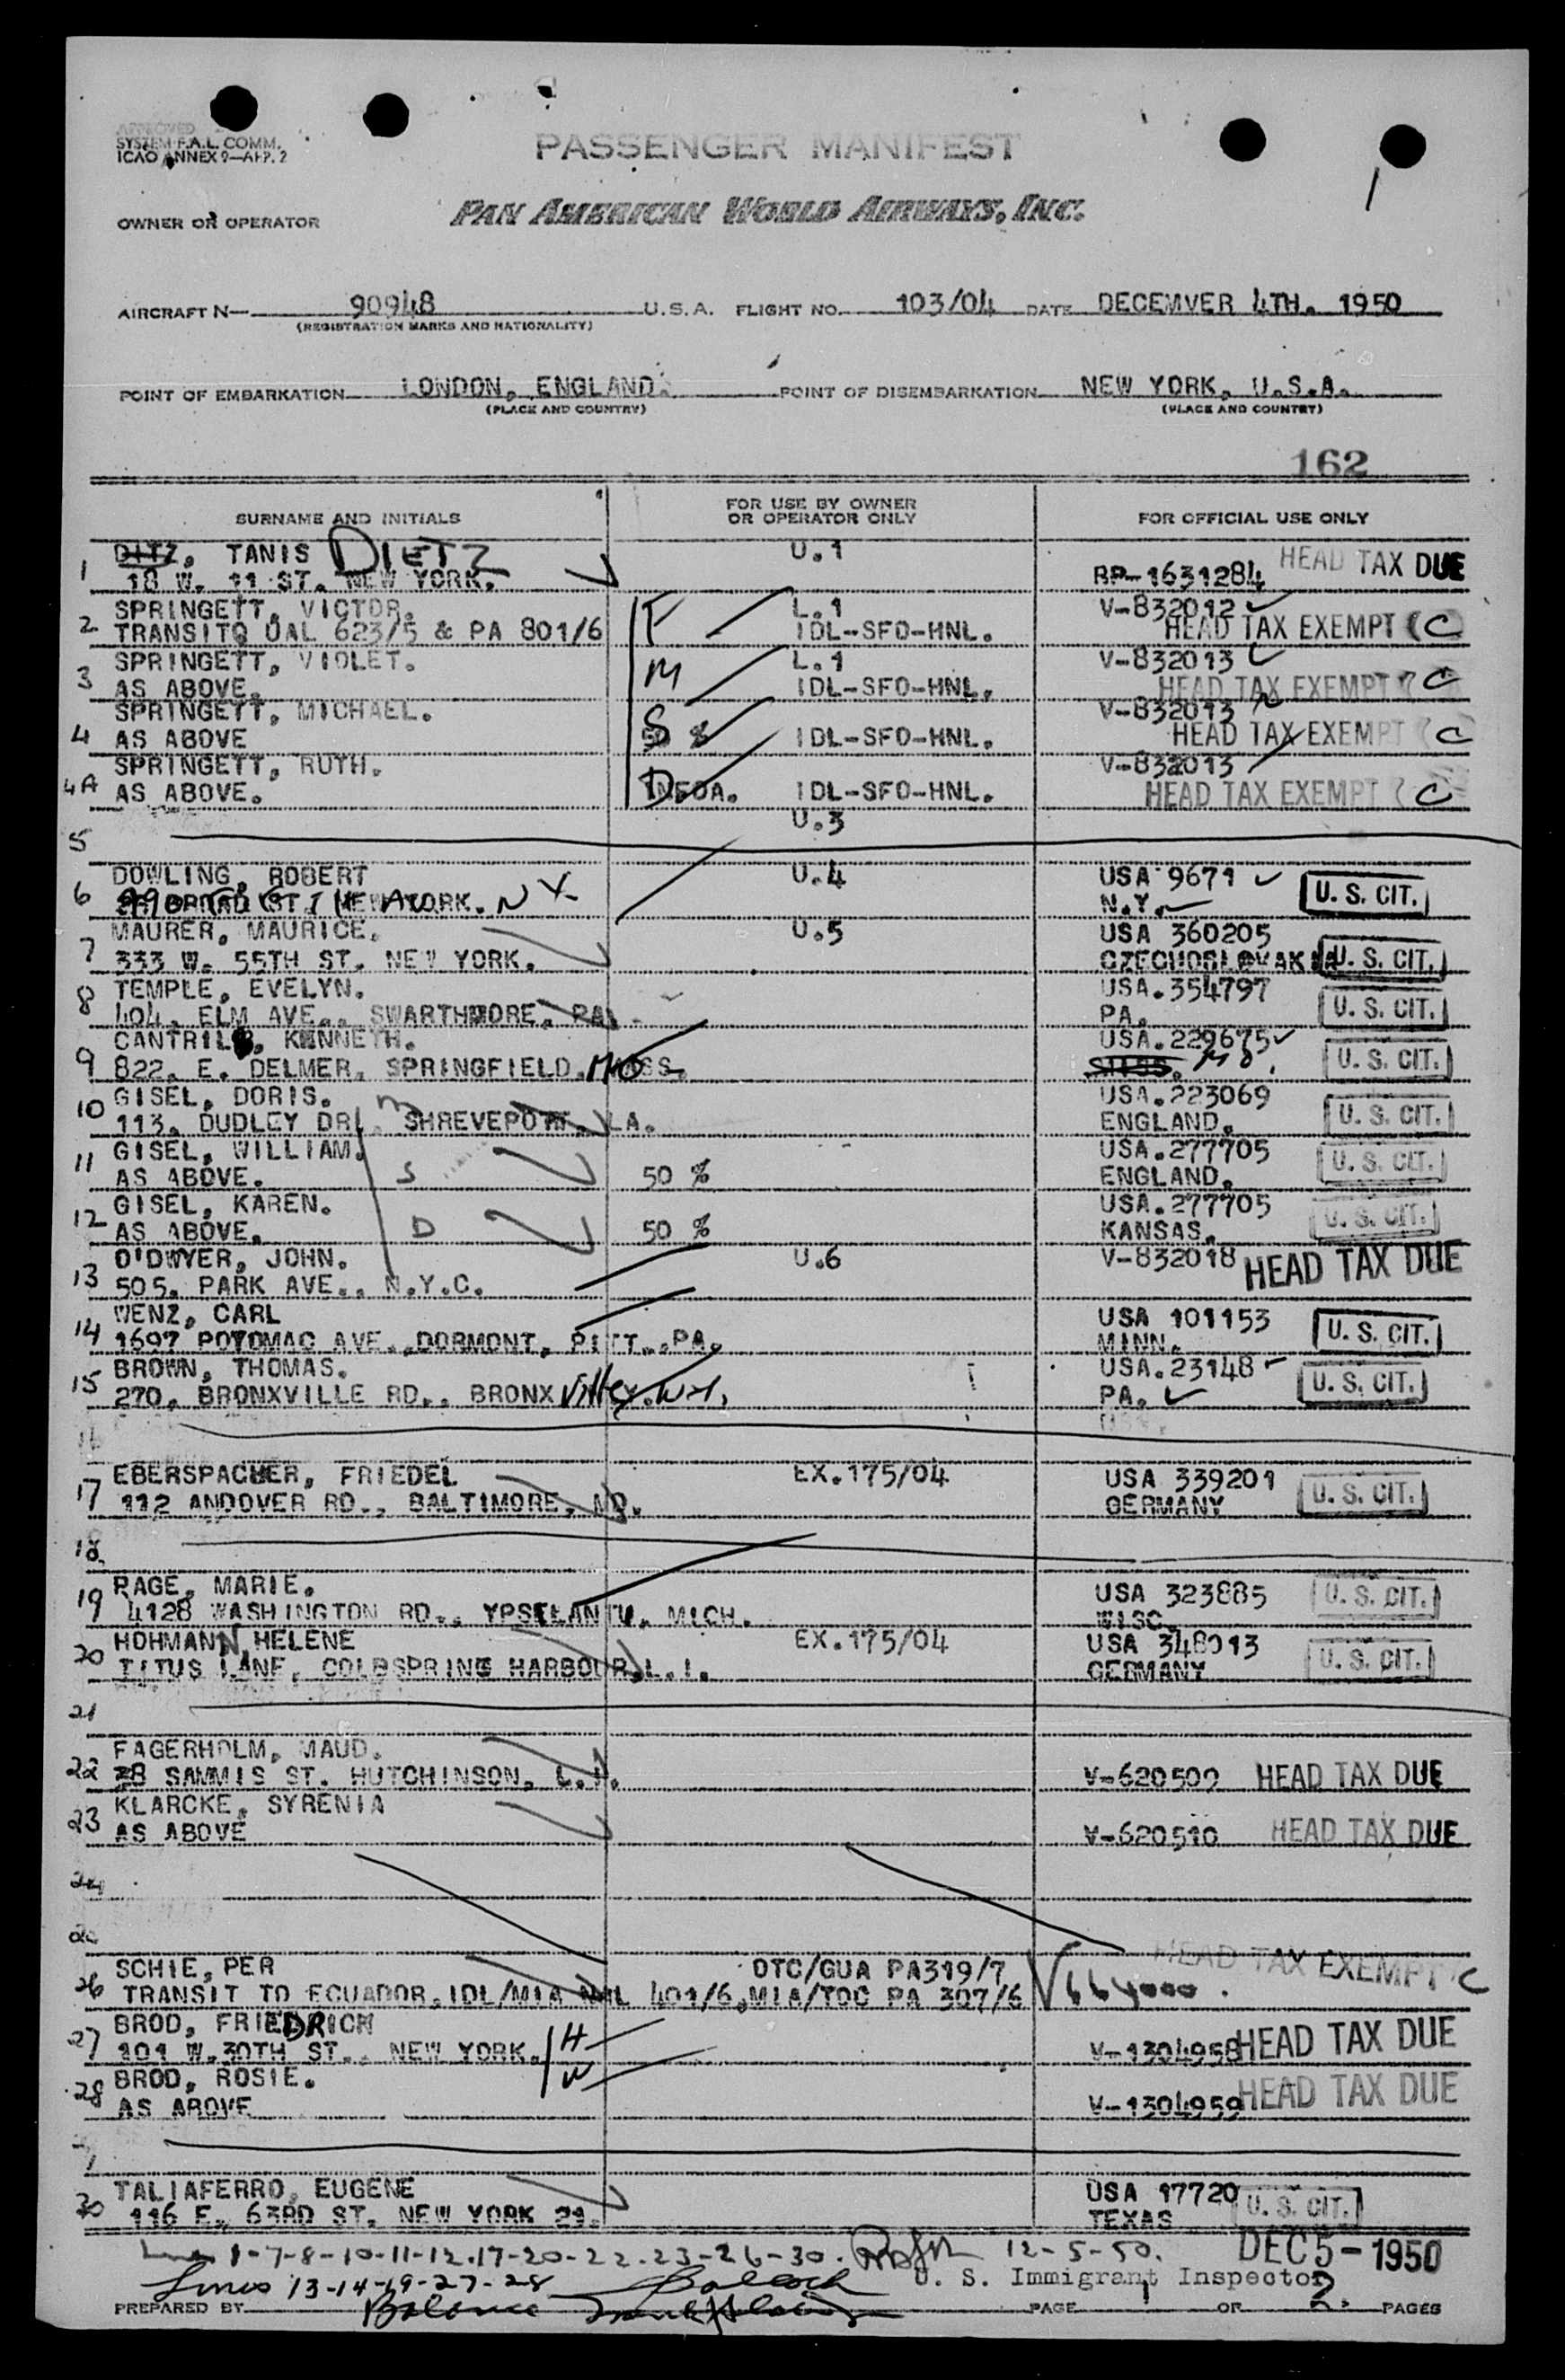 APPROVED
SYSTEM F.A.L. COMM.
ICAO ANNEX 9—APP. 2
PASSENGER MANIFEST
1
OWNER OR OPERATOR PAN AMERICAN WORLD AIRWAYS, INC.
AIRCRAFT N— 90948 U.S.A. FLIGHT NO. 103/04 DATE DECEMVER 4TH. 1950
(REGISTRATION MARKS AND NATIONALITY)
POINT OF EMBARKATION LONDON, ENGLAND. POINT OF DISEMBARKATION NEW YORK, U.S.A.
(PLACE AND COUNTRY) (PLACE AND COUNTRY)
162
SURNAME AND INITIALS FOR USE BY OWNER OR OPERATOR ONLY FOR OFFICIAL USE ONLY
1 DITZ, TANIS DIETZ U.1
18 W. 11 ST. NEW YORK. RP-1631284 HEAD TAX DUE
2 SPRINGETT, VICTOR. F L.1 V-832012
TRANSITQ UAL 623/5 & PA 801/6 IDL-SFO-HNL. HEAD TAX EXEMPT (C
3 SPRINGETT, VIOLET. M L.1 V-832013
AS ABOVE. IDL-SFO-HNL. HEAD TAX EXEMPT C
SPRINGETT, MICHAEL. V-832013
4 AS ABOVE S IDL-SFO-HNL. HEAD TAX EXEMPT C
SPRINGETT, RUTH. V-832013
4A AS ABOVE. D IDL-SFO-HNL. HEAD TAX EXEMPT C
5 U.3
6 DOWLING, ROBERT U.4 USA 9671
YORK. N Y N.Y. U.S. CIT.
7 MAURER, MAURICE. U.5 USA 360205
333 W. 55TH ST. NEW YORK. U.S. CIT.
8 TEMPLE, EVELYN. USA.354797
404, ELM AVE., SWARTHMORE, PA. PA. U.S. CIT.
CANTRIL, KENNETH. USA.229675
9 822, E. DELMER, SPRINGFIELD, MO MO. U.S. CIT.
10 GISEL, DORIS. M USA.223069
113, DUDLEY DR. SHREVEPORT, LA. ENGLAND. U.S. CIT.
11 GISEL, WILLIAM. USA.277705
AS ABOVE. S 50 % ENGLAND. U.S. CIT.
12 GISEL, KAREN. USA.277705
AS ABOVE. D 50 % KANSAS. U.S. CIT.
O'DWYER, JOHN. U.6 V-832018 HEAD TAX DUE
13 505, PARK AVE., N.Y.C.
WENZ, CARL USA 101153
14 1697 POTOMAC AVE., DORMONT, PITT., PA. MINN. U.S. CIT.
BROWN, THOMAS. USA.23148
15 270, BRONXVILLE RD., BRONXVILLE, N.Y. PA. U.S. CIT.
16
17 EBERSPACHER, FRIEDEL EX.175/04 USA 339201
112 ANDOVER RD., BALTIMORE, MD. GERMANY U.S. CIT.
18
19 PAGE, MARIE. USA 323885
4128 WASHINGTON RD., MICH. WISC U.S. CIT.
20 HOHMANN, HELENE EX.175/04 USA 348013
TITUS LANE, COLDSPRING HARBOUR, L.I. GERMANY U.S. CIT.
21
FAGERHOLM, MAUD.
22 28 SAMMIS ST. HUTCHINSON, L.I. V-620509 HEAD TAX DUE
KLARCKE, SYRENIA
23 AS ABOVE V-620510 HEAD TAX DUE
24
SCHIE, PER OTC/GUA PA319/7 HEAD TAX EXEMPT C
26 TRANSIT TO ECUADOR. IDL/MIA NAL 401/6, MIA/TOC PA 307/6
BROD, FRIEDRICH H
27 101 W.30TH ST., NEW YORK. V-1304958 HEAD TAX DUE
BROD, ROSIE. W
28 AS ABOVE V-1304959 HEAD TAX DUE
TALIAFERRO, EUGENE USA 17720
30 116 E. 63RD ST. NEW YORK 21. TEXAS U.S. CIT.
1-7-8-10-11-12-17-20-22-23-26-30. 12-5-50. DEC 5-1950
Lines 13-14-19-27-28 U. S. Immigrant Inspector
PREPARED BY Balance PAGE 1 OF 2. PAGES